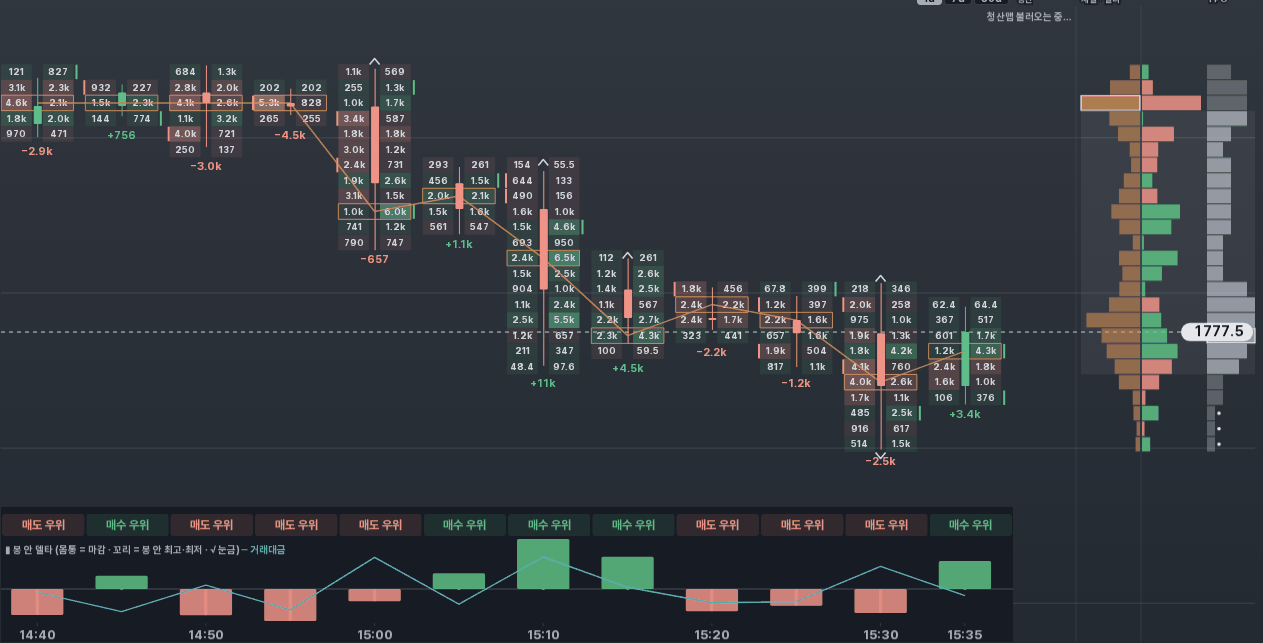 청산맵 불러오는 중...
121 827
3.1k 2.3k
4.6k 2.1k
1.8k 2.0k
970 471
−2.9k
932 227
1.5k 2.3k
144 774
+756
684 1.3k
2.8k 2.0k
4.1k 2.6k
1.1k 3.2k
4.0k 721
250 137
−3.0k
202 202
5.3k 828
265 255
−4.5k
1.1k 569
255 1.3k
1.0k 1.7k
3.4k 587
1.8k 1.8k
3.0k 1.2k
2.4k 731
1.9k 2.6k
3.1k 1.5k
1.0k 6.0k
741 1.2k
790 747
−657
293 261
456 1.5k
2.0k 2.1k
1.5k 1.6k
561 547
+1.1k
154 55.5
644 133
490 156
1.6k 1.0k
1.5k 4.6k
693 950
2.4k 6.5k
1.5k 2.5k
904 1.0k
1.1k 2.4k
2.5k 5.5k
1.2k 657
211 347
48.4 97.6
+11k
112 261
1.2k 2.6k
1.4k 2.5k
1.1k 567
2.2k 2.7k
2.3k 4.3k
100 59.5
+4.5k
1.8k 456
2.4k 2.2k
2.4k 1.7k
323 441
−2.2k
67.8 399
1.2k 397
2.2k 1.6k
657 1.6k
1.9k 504
817 1.1k
−1.2k
218 346
2.0k 258
975 1.0k
1.9k 1.3k
1.8k 4.2k
4.1k 760
4.0k 2.6k
1.7k 1.1k
485 2.5k
916 617
514 1.5k
−2.5k
62.4 64.4
367 517
601 1.7k
1.2k 4.3k
2.4k 1.8k
1.6k 1.0k
106 376
+3.4k
1777.5
매도 우위 매수 우위 매도 우위 매도 우위 매도 우위 매수 우위 매수 우위 매수 우위 매도 우위 매도 우위 매도 우위 매수 우위
봉 안 델타 (몸통 = 마감 · 꼬리 = 봉 안 최고·최저 · √ 눈금) ─ 거래대금
14:40 14:50 15:00 15:10 15:20 15:30 15:35